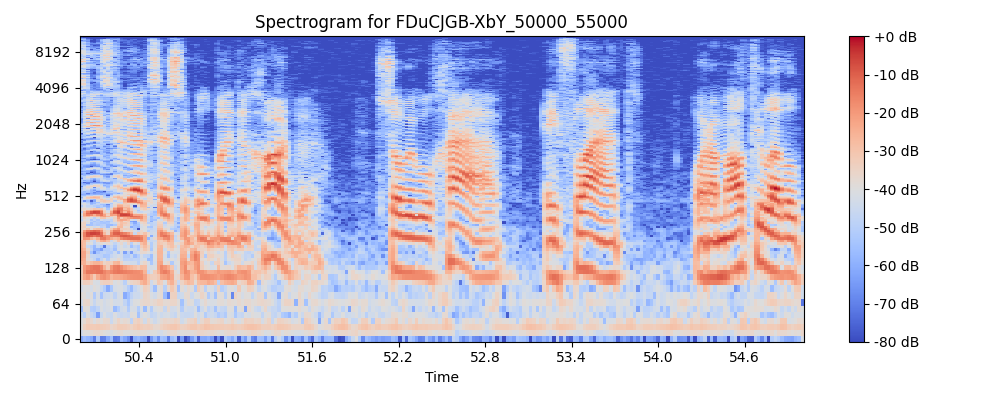 Spectrogram for FDuCJGB-XbY_50000_55000
+0 dB
-10 dB
-20 dB
-30 dB
-40 dB
-50 dB
-60 dB
-70 dB
-80 dB
Hz
8192
4096
2048
1024
512
256
128
64
0
50.4 51.0 51.6 52.2 52.8 53.4 54.0 54.6
Time